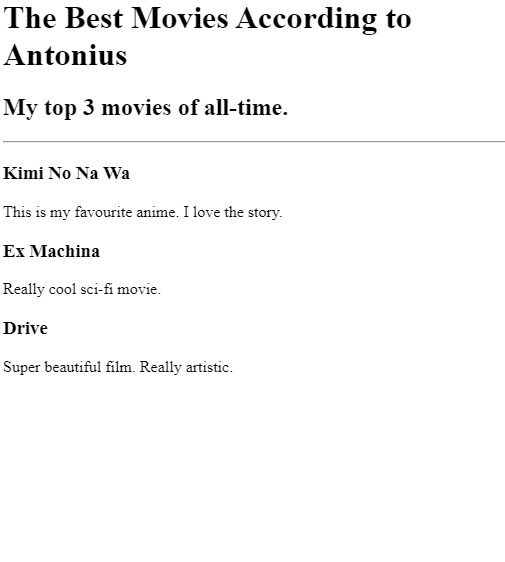 The Best Movies According to
Antonius
My top 3 movies of all-time.
Kimi No Na Wa
This is my favourite anime. I love the story.
Ex Machina
Really cool sci-fi movie.
Drive
Super beautiful film. Really artistic.